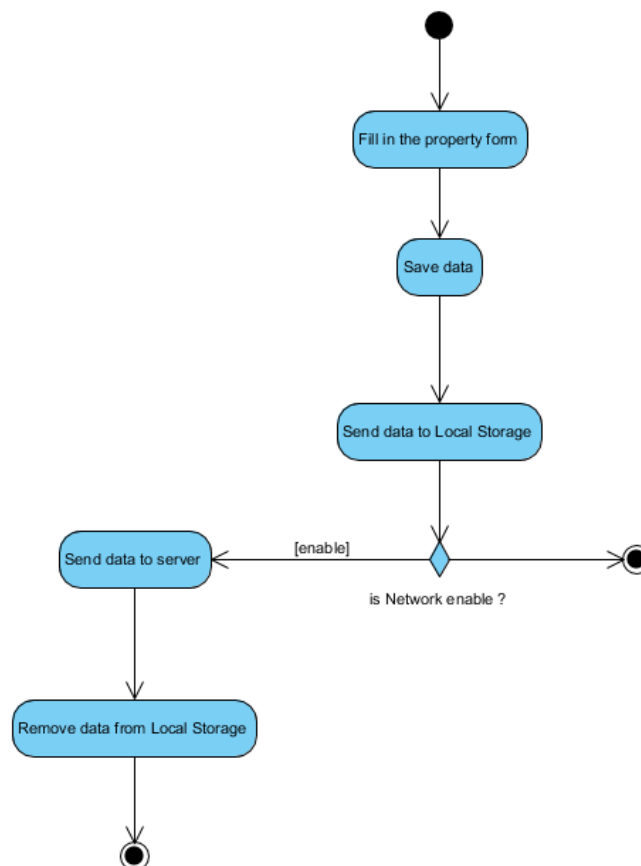 Fill in the property form
Save data
Send data to Local Storage
[enable]
Send data to server
is Network enable ?
Remove data from Local Storage